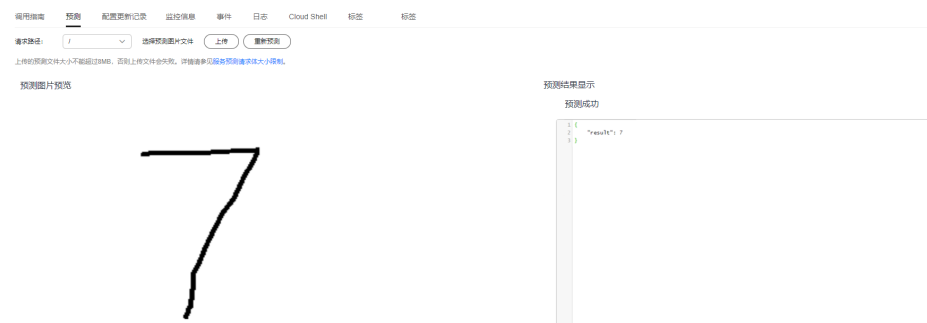 调用指南 预测 配置更新记录 监控信息 事件 日志 Cloud Shell 标签 标签
请求路径： / 选择预测图片文件 上传 重新预测
上传的预测文件大小不能超过8MB，否则上传文件会失败。详情请参见服务预测请求体大小限制。
预测图片预览
预测结果显示
预测成功
1 {
2 "result": 7
3 }
7